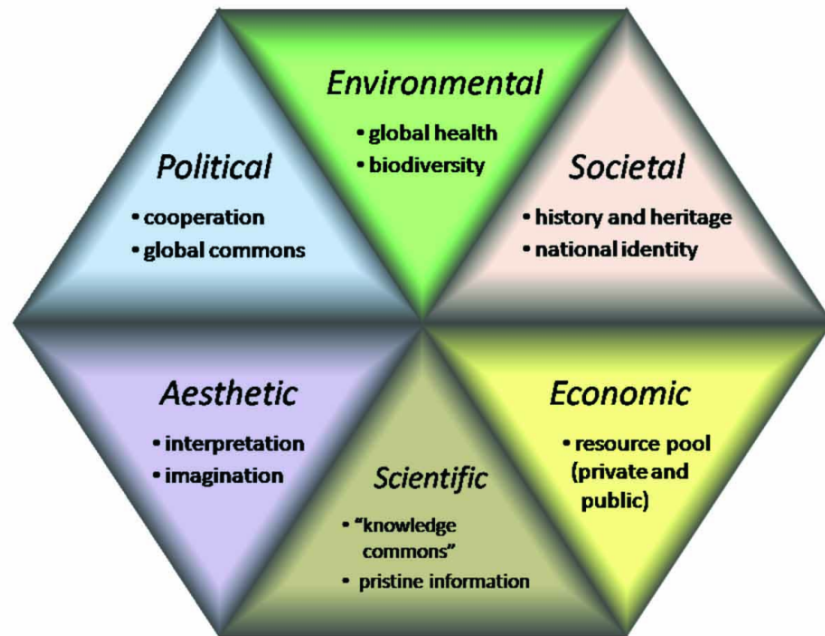 Environmental
• global health
• biodiversity
Political
• cooperation
• global commons
Societal
• history and heritage
• national identity
Aesthetic
• interpretation
• imagination
Scientific
• "knowledge
commons"
• pristine information
Economic
• resource pool
(private and
public)